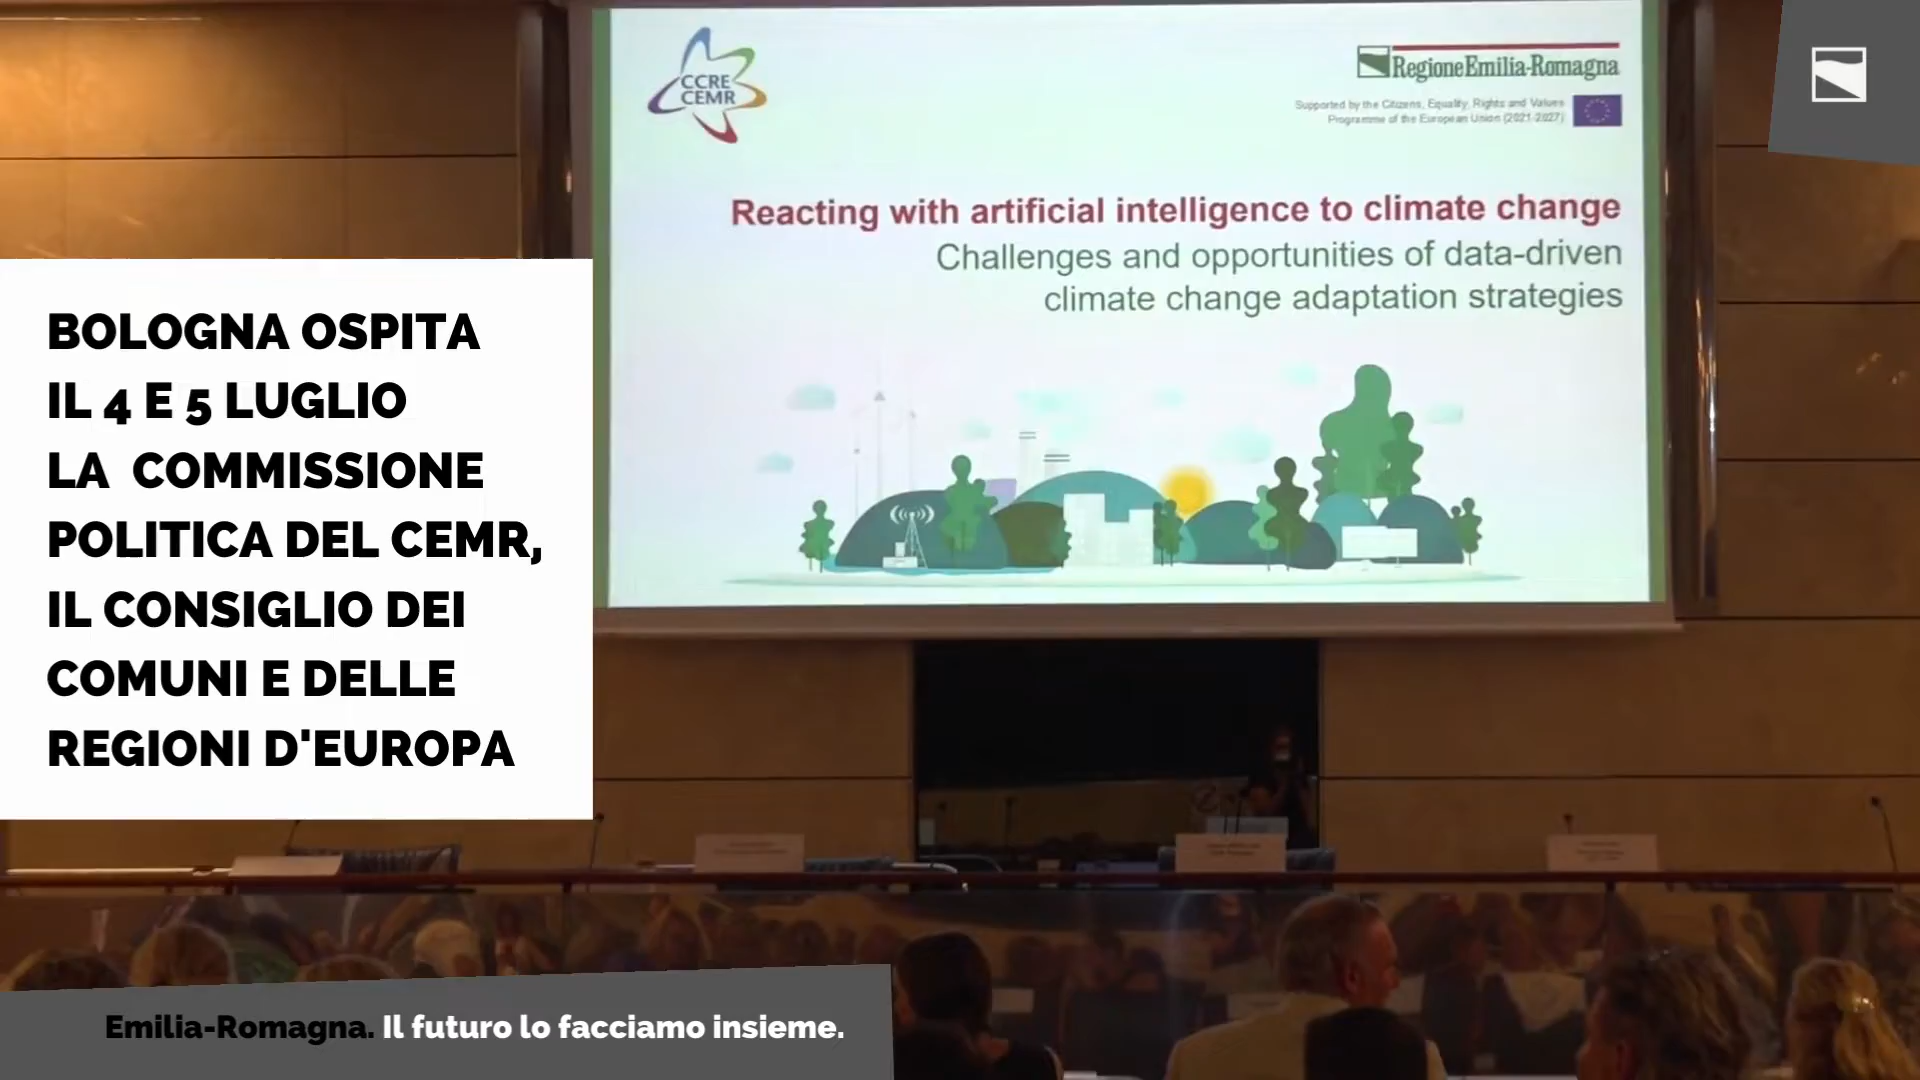 CCRE
CEMR
RegioneEmilia-Romagna
Supported by the Citizens, Equality, Rights and Values
Programme of the European Union (2021-2027)
Reacting with artificial intelligence to climate change
Challenges and opportunities of data-driven
climate change adaptation strategies
BOLOGNA OSPITA
IL 4 E 5 LUGLIO
LA COMMISSIONE
POLITICA DEL CEMR,
IL CONSIGLIO DEI
COMUNI E DELLE
REGIONI D'EUROPA
Emilia-Romagna. Il futuro lo facciamo insieme.